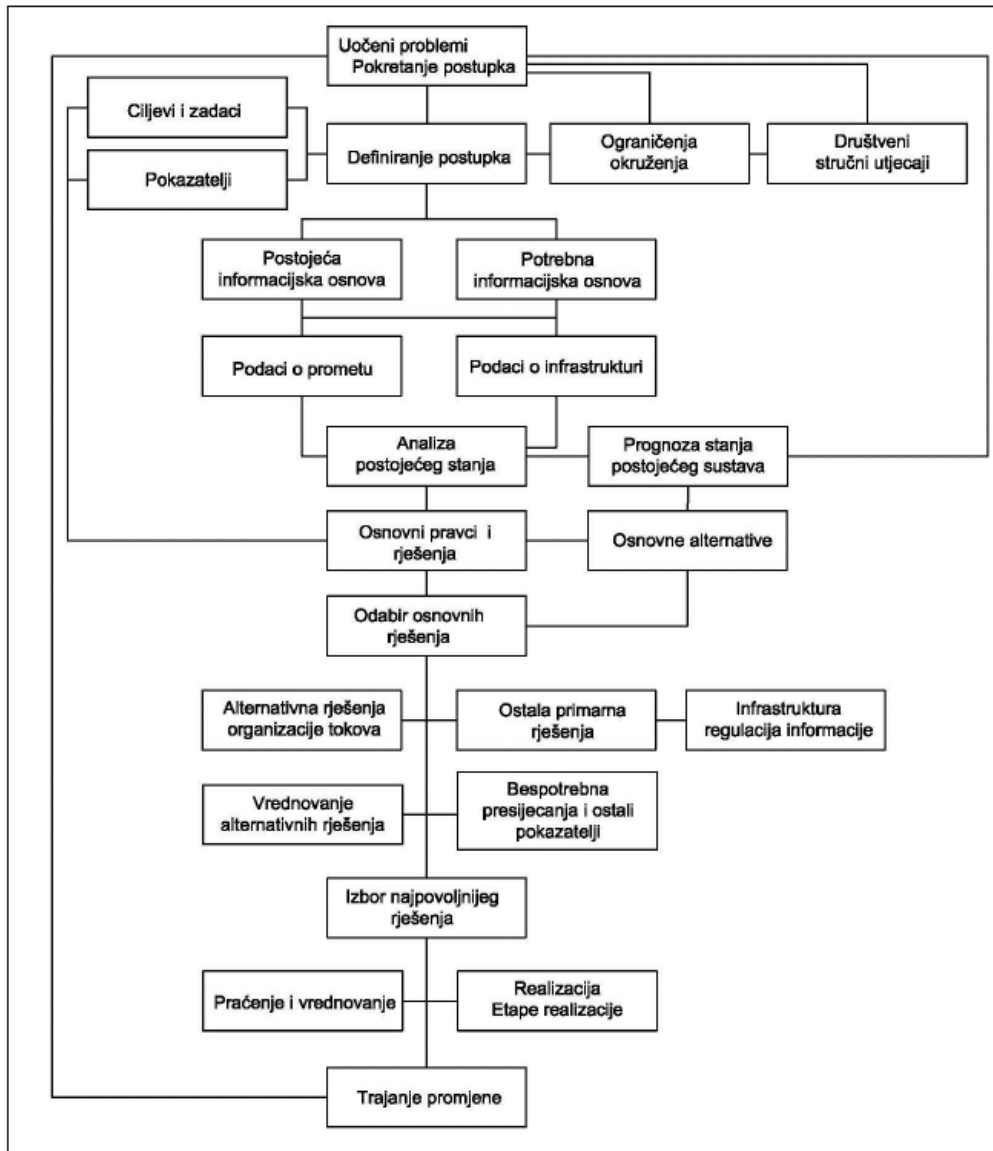 Uočeni problemi
Pokretanje postupka
Ciljevi i zadaci
Pokazatelji
Definiranje postupka
Ograničenja
okruženja
Društveni
stručni utjecaji
Postojeća
informacijska osnova
Potrebna
informacijska osnova
Podaci o prometu
Podaci o infrastrukturi
Analiza
postojećeg stanja
Prognoza stanja
postojećeg sustava
Osnovni pravci i
rješenja
Osnovne alternative
Odabir osnovnih
rješenja
Alternativna rješenja
organizacije tokova
Ostala primarna
rješenja
Infrastruktura
regulacija informacije
Vrednovanje
alternativnih rješenja
Bespotrebna
presijecanja i ostali
pokazatelji
Izbor najpovoljnijeg
rješenja
Praćenje i vrednovanje
Realizacija
Etape realizacije
Trajanje promjene